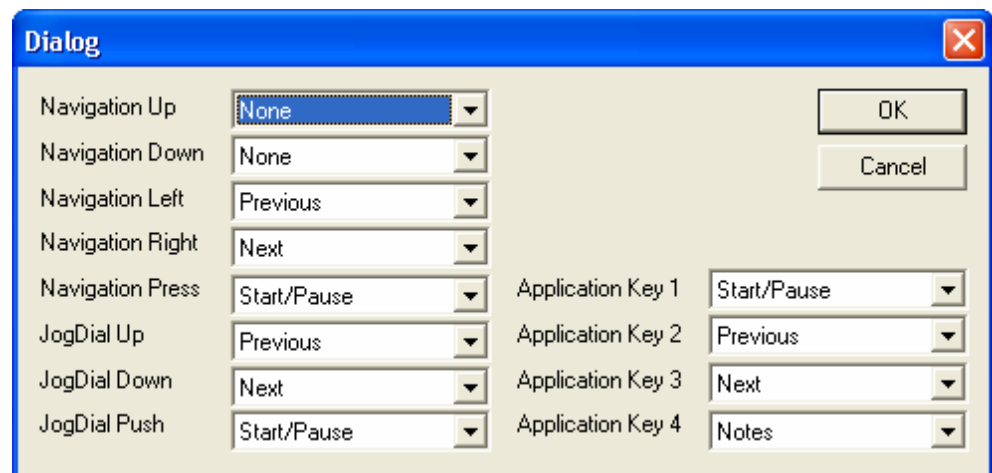 Dialog
Navigation Up None OK
Navigation Down None Cancel
Navigation Left Previous
Navigation Right Next
Navigation Press Start/Pause Application Key 1 Start/Pause
JogDial Up Previous Application Key 2 Previous
JogDial Down Next Application Key 3 Next
JogDial Push Start/Pause Application Key 4 Notes